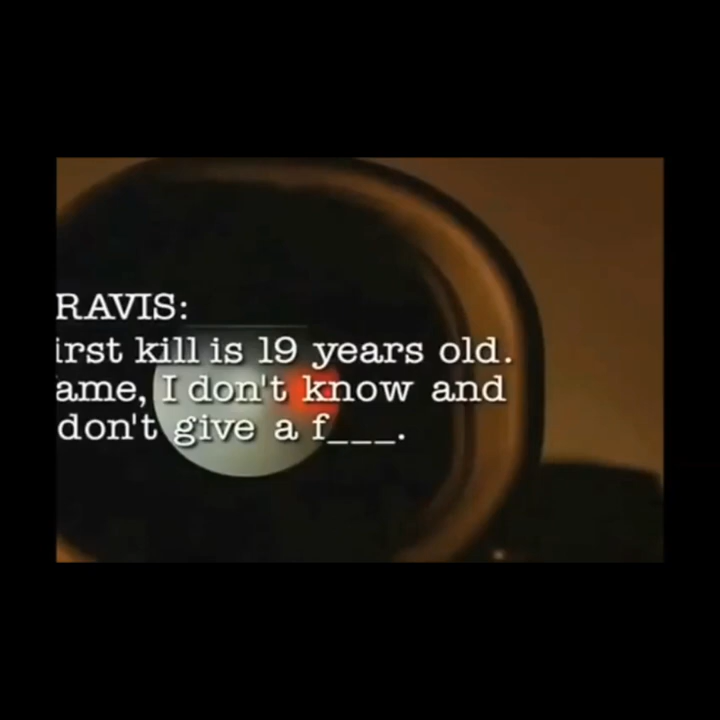 RAVIS:
irst kill is 19 years old.
ame, I don't know and
don't give a f___.